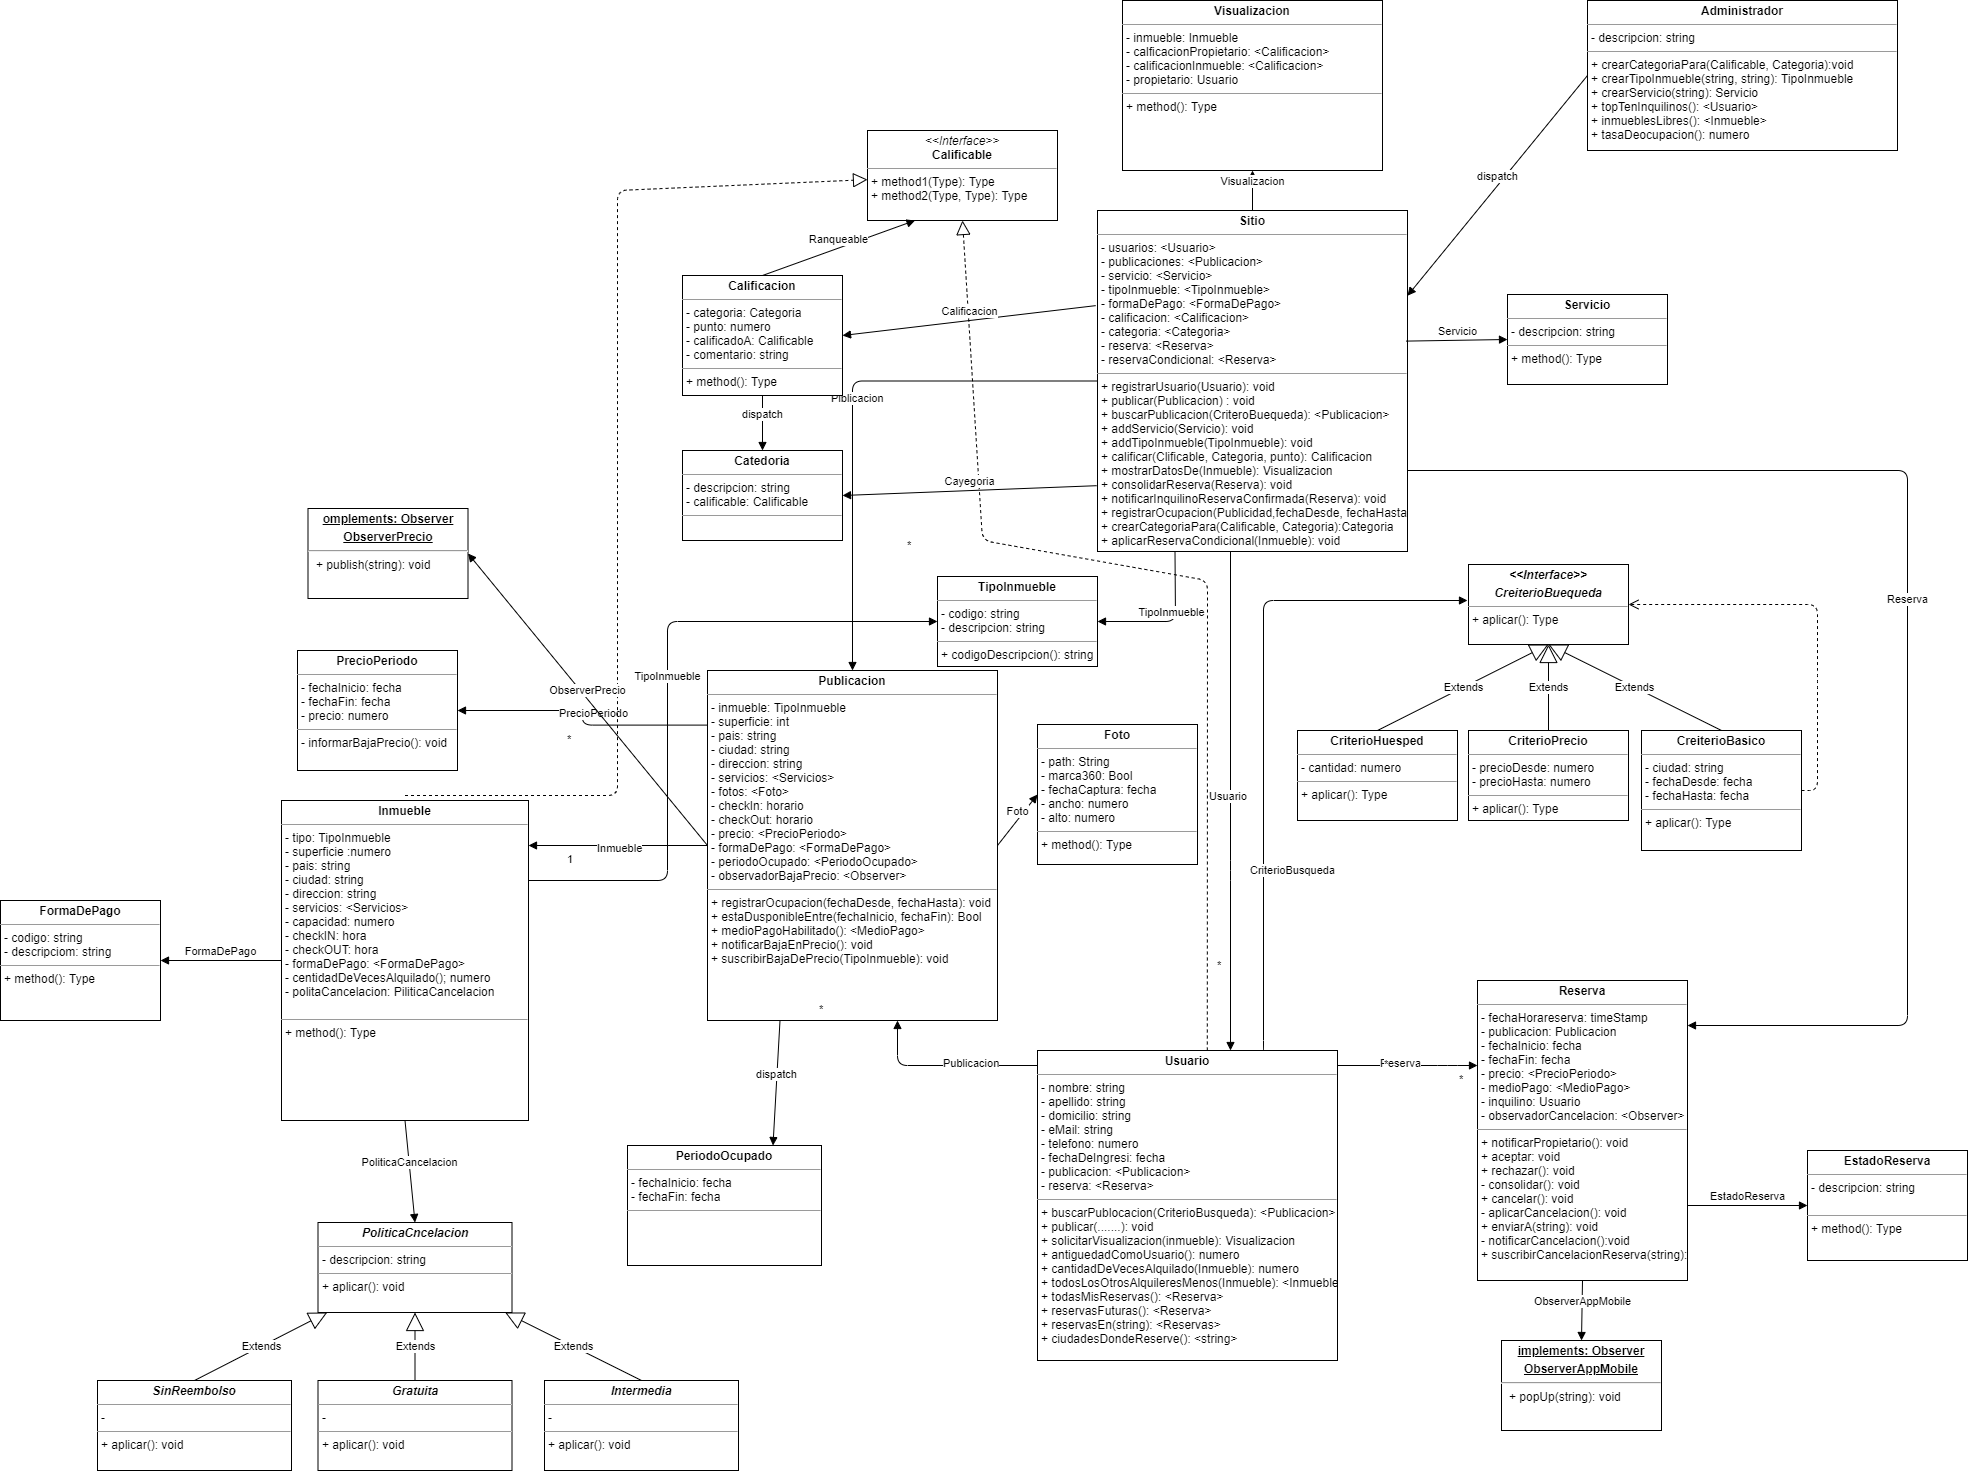 Visualizacion
- inmueble: Inmueble
- calficacionPropietario: <Calificacion>
- calificacionInmueble: <Calificacion>
- propietario: Usuario
+ method(): Type
Administrador
- descripcion: string
+ crearCategoriaPara(Calificable, Categoria):void
+ crearTipoInmueble(string, string): TipoInmueble
+ crearServicio(string): Servicio
+ topTenInquilinos(): <Usuario>
+ inmueblesLibres(): <Inmueble>
+ tasaDeocupacion(): numero
<<Interface>>
Calificable
+ method1(Type): Type
+ method2(Type, Type): Type
Visualizacion
dispatch
Ranqueable
Sitio
- usuarios: <Usuario>
- publicaciones: <Publicacion>
- servicio: <Servicio>
- tipoInmueble: <TipoInmueble>
- formaDePago: <FormaDePago>
- calificacion: <Calificacion>
- categoria: <Categoria>
- reserva: <Reserva>
- reservaCondicional: <Reserva>
+ registrarUsuario(Usuario): void
+ publicar(Publicacion) : void
+ buscarPublicacion(CriteroBuequeda): <Publicacion>
+ addServicio(Servicio): void
+ addTipoInmueble(TipoInmueble): void
+ calificar(Clificable, Categoria, punto): Calificacion
+ mostrarDatosDe(Inmueble): Visualizacion
+ consolidarReserva(Reserva): void
+ notificarInquilinoReservaConfirmada(Reserva): void
+ registrarOcupacion(Publicidad,fechaDesde, fechaHasta
+ crearCategoriaPara(Calificable, Categoria):Categoria
+ aplicarReservaCondicional(Inmueble): void
Calificacion
- categoria: Categoria
- punto: numero
- calificadoA: Calificable
- comentario: string
+ method(): Type
Calificacion
Servicio
Servicio
- descripcion: string
+ method(): Type
Piblicacion
dispatch
Catedoria
- descripcion: string
- calificable: Calificable
Cayegoria
*
omplements: Observer
ObserverPrecio
+ publish(string): void
TipoInmueble
- codigo: string
- descripcion: string
+ codigoDescripcion(): string
TipoInmueble
<<Interface>>
CreiterioBuequeda
+ aplicar(): Type
Reserva
PrecioPeriodo
- fechaInicio: fecha
- fechaFin: fecha
- precio: numero
- informarBajaPrecio(): void
ObserverPrecio
PrecioPeriodo
*
TipoInmueble
Publicacion
- inmueble: TipoInmueble
- superficie: int
- pais: string
- ciudad: string
- direccion: string
- servicios: <Servicios>
- fotos: <Foto>
- checkIn: horario
- checkOut: horario
- precio: <PrecioPeriodo>
- formaDePago: <FormaDePago>
- periodoOcupado: <PeriodoOcupado>
- observadorBajaPrecio: <Observer>
+ registrarOcupacion(fechaDesde, fechaHasta): void
+ estaDusponibleEntre(fechaInicio, fechaFin): Bool
+ medioPagoHabilitado(): <MedioPago>
+ notificarBajaEnPrecio(): void
+ suscribirBajaDePrecio(TipoInmueble): void
*
Foto
- path: String
- marca360: Bool
- fechaCaptura: fecha
- ancho: numero
- alto: numero
+ method(): Type
Foto
Usuario
*
CriterioBusqueda
Extends
Extends
Extends
CriterioHuesped
- cantidad: numero
+ aplicar(): Type
CriterioPrecio
- precioDesde: numero
- precioHasta: numero
+ aplicar(): Type
CreiterioBasico
- ciudad: string
- fechaDesde: fecha
- fechaHasta: fecha
+ aplicar(): Type
Inmueble
1
Inmueble
- tipo: TipoInmueble
- superficie :numero
- pais: string
- ciudad: string
- direccion: string
- servicios: <Servicios>
- capacidad: numero
- checkIN: hora
- checkOUT: hora
- formaDePago: <FormaDePago>
- centidadDeVecesAlquilado(); numero
- politaCancelacion: PiliticaCancelacion
+ method(): Type
FormaDePago
- codigo: string
- descripciom: string
+ method(): Type
FormaDePago
dispatch
Publicacion
PeriodoOcupado
- fechaInicio: fecha
- fechaFin: fecha
Usuario
- nombre: string
- apellido: string
- domicilio: string
- eMail: string
- telefono: numero
- fechaDeIngresi: fecha
- publicacion: <Publicacion>
- reserva: <Reserva>
+ buscarPublocacion(CriterioBusqueda): <Publicacion>
+ publicar(.......): void
+ solicitarVisualizacion(inmueble): Visualizacion
+ antiguedadComoUsuario(): numero
+ cantidadDeVecesAlquilado(Inmueble): numero
+ todosLosOtrosAlquileresMenos(Inmueble): <Inmueble
+ todasMisReservas(): <Reserva>
+ reservasFuturas(): <Reserva>
+ reservasEn(string): <Reservas>
+ ciudadesDondeReserve(): <string>
Reserva
*
*
Reserva
- fechaHorareserva: timeStamp
- publicacion: Publicacion
- fechaInicio: fecha
- fechaFin: fecha
- precio: <PrecioPeriodo>
- medioPago: <MedioPago>
- inquilino: Usuario
- observadorCancelacion: <Observer>
+ notificarPropietario(): void
+ aceptar: void
+ rechazar(): void
- consolidar(): void
+ cancelar(): void
- aplicarCancelacion(): void
+ enviarA(string): void
- notificarCancelacion():void
+ suscribirCancelacionReserva(string):
EstadoReserva
EstadoReserva
- descripcion: string
+ method(): Type
ObserverAppMobile
implements: Observer
ObserverAppMobile
+ popUp(string): void
PoliticaCancelacion
PoliticaCncelacion
- descripcion: string
+ aplicar(): void
Extends
Extends
Extends
SinReembolso
-
+ aplicar(): void
Gratuita
-
+ aplicar(): void
Intermedia
-
+ aplicar(): void